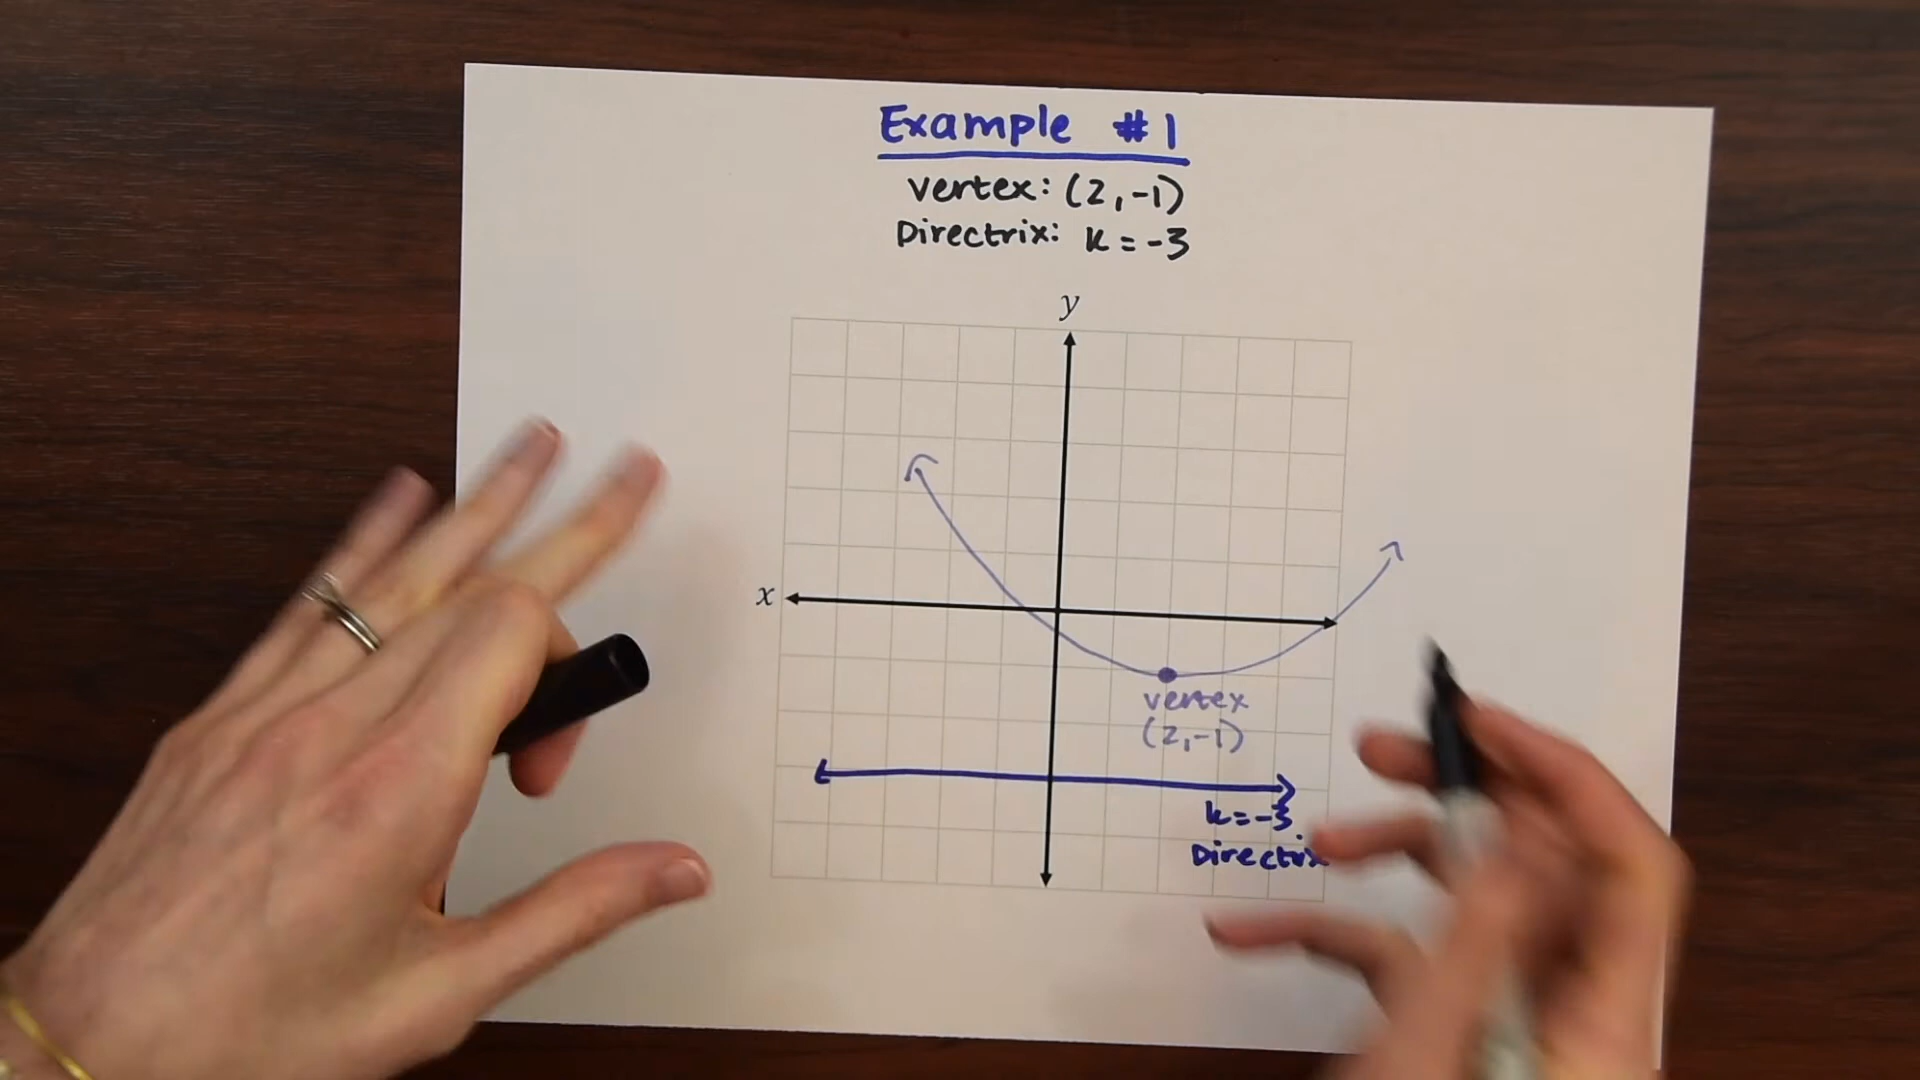 Example #1
vertex: (2,-1)
Directrix: k = -3
y
x
vertex
(2,-1)
k=-3
Directrix